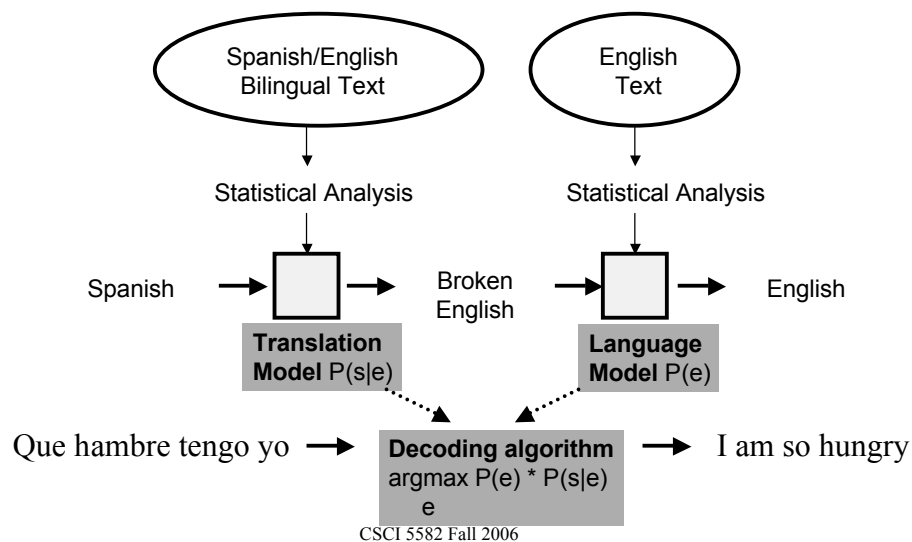 Spanish/English
Bilingual Text
English
Text
Statistical Analysis
Statistical Analysis
Spanish
Broken
English
English
Translation
Model P(s|e)
Language
Model P(e)
Que hambre tengo yo
Decoding algorithm
argmax P(e) * P(s|e)
e
I am so hungry
CSCI 5582 Fall 2006